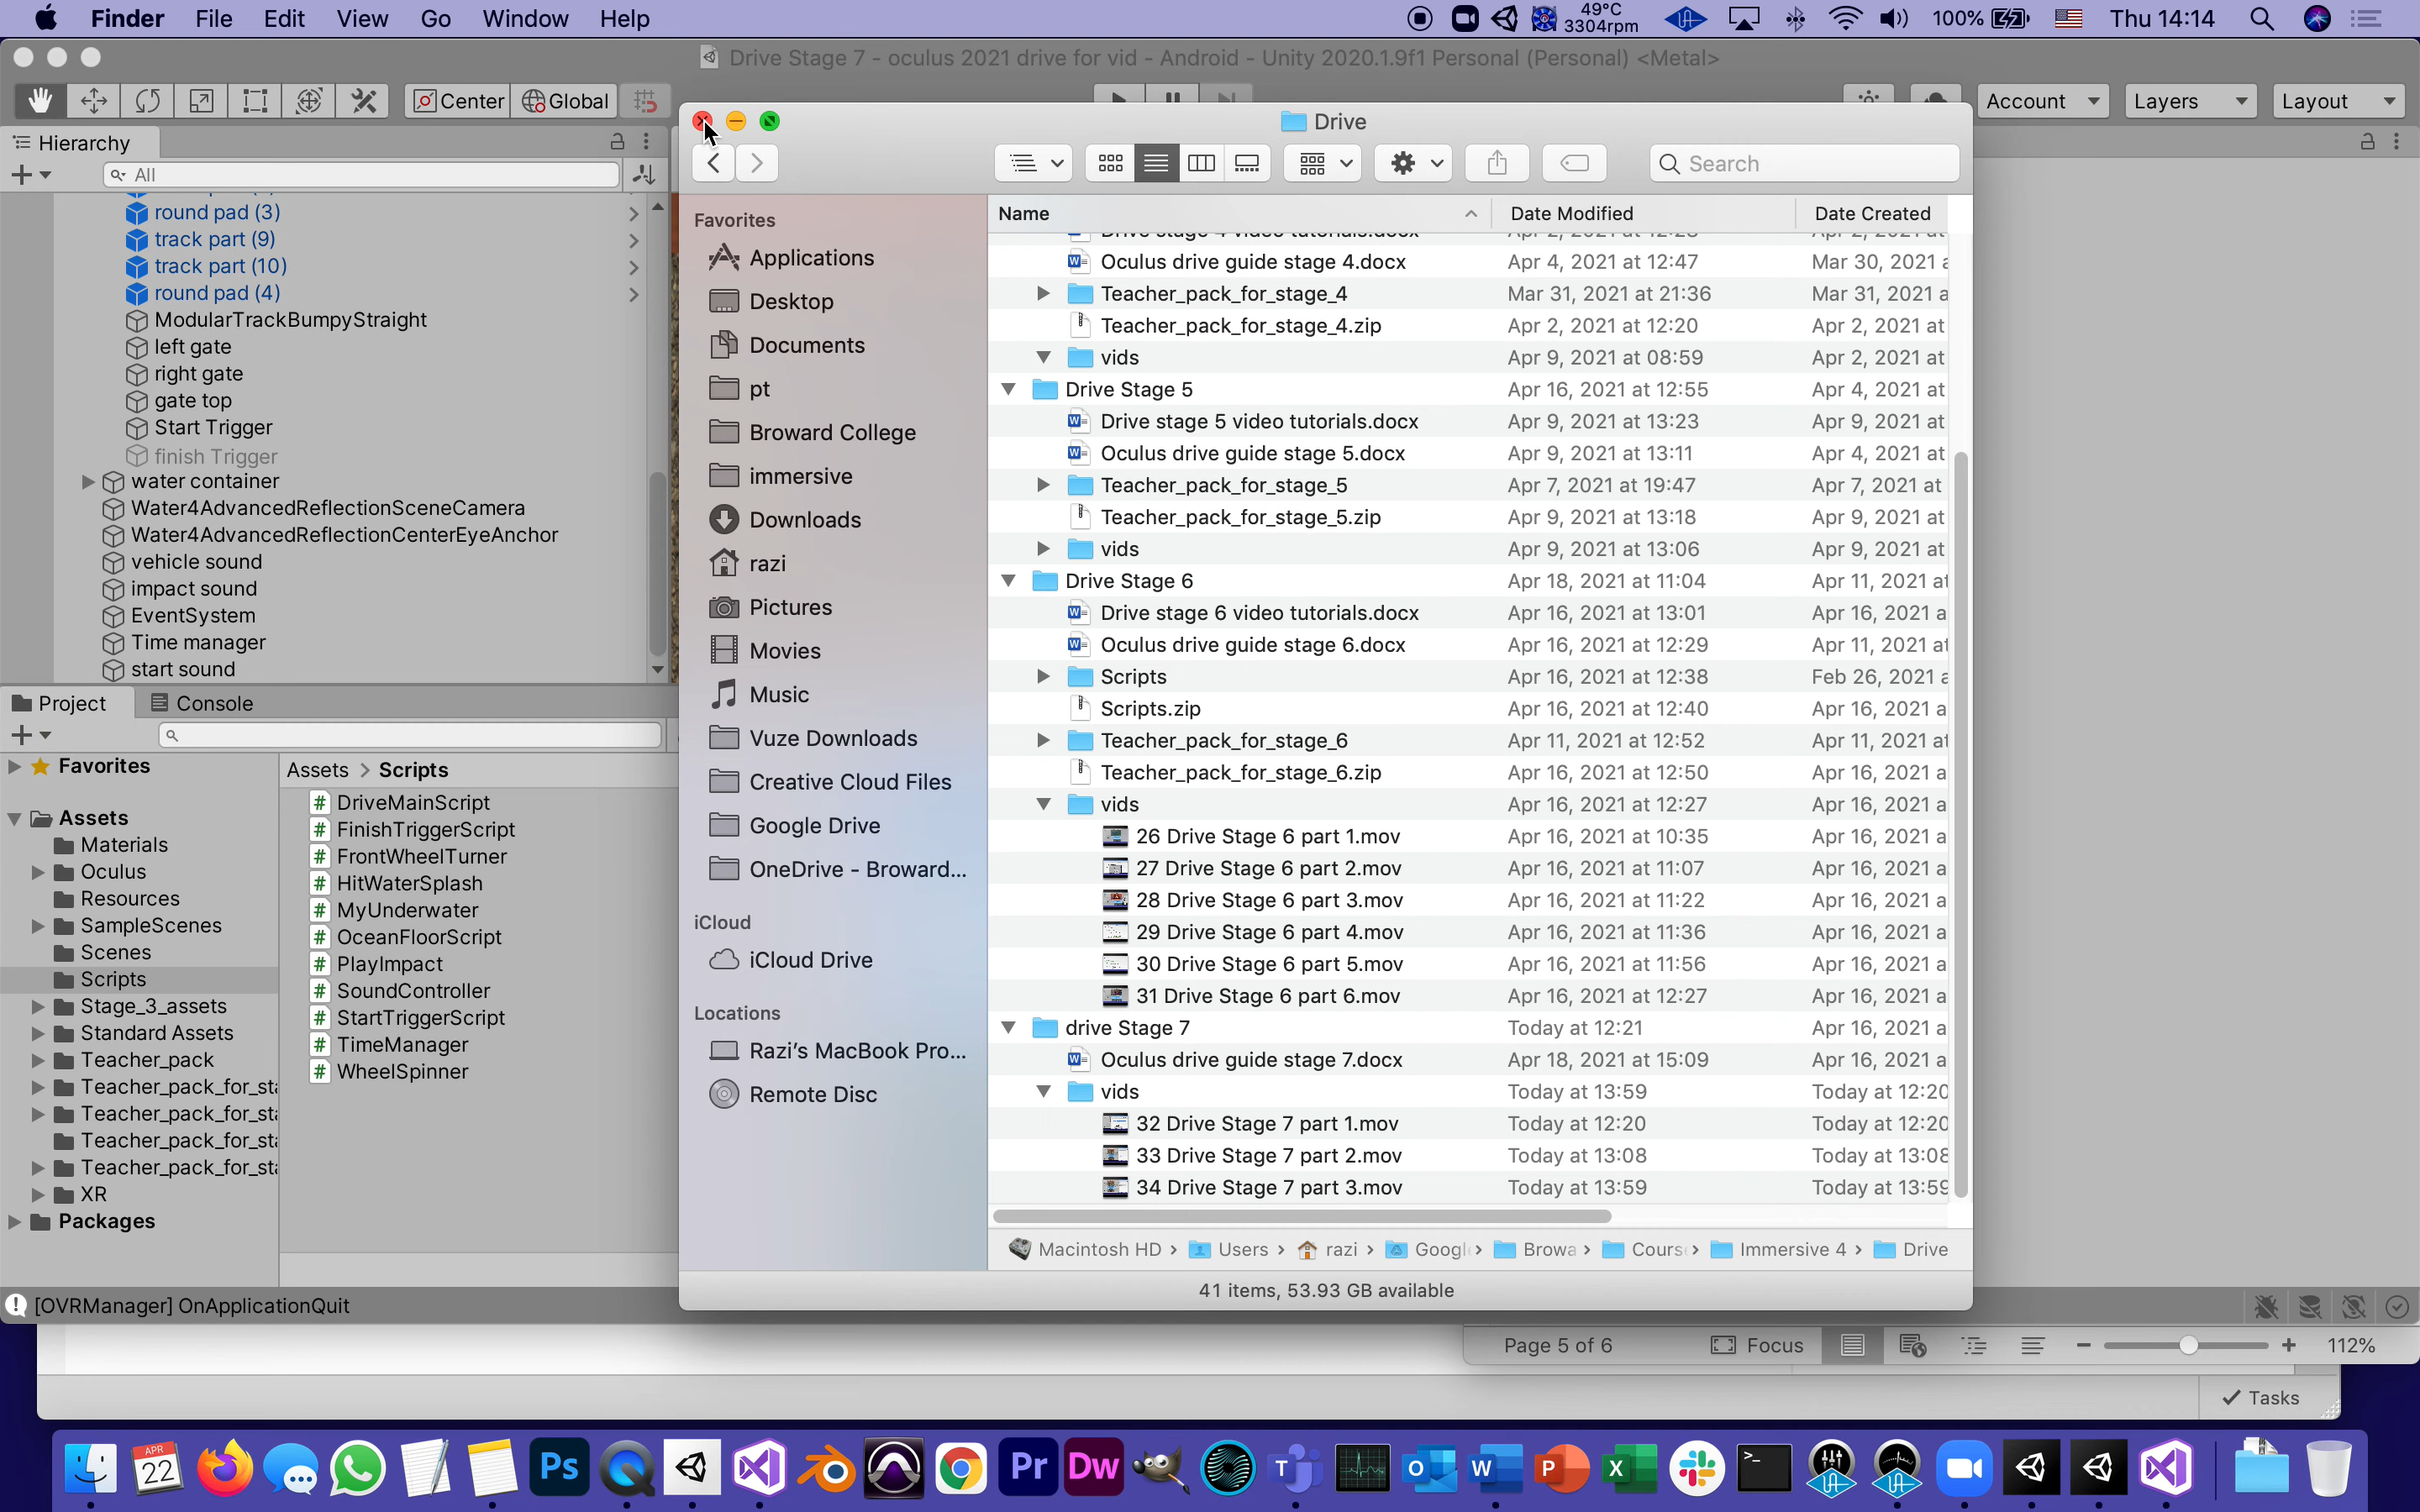 Finder File Edit View Go Window Help 49°C 3304rpm 100% Thu 14:14
Drive Stage 7 - oculus 2021 drive for vid - Android - Unity 2020.1.9f1 Personal (Personal) <Metal>
Center Global Account Layers Layout
Hierarchy
All
round pad (3)
track part (9)
track part (10)
round pad (4)
ModularTrackBumpyStraight
left gate
right gate
gate top
Start Trigger
finish Trigger
water container
Water4AdvancedReflectionSceneCamera
Water4AdvancedReflectionCenterEyeAnchor
vehicle sound
impact sound
EventSystem
Time manager
start sound
Project Console
Favorites
Assets
Materials
Oculus
Resources
SampleScenes
Scenes
Scripts
Stage_3_assets
Standard Assets
Teacher_pack
Teacher_pack_for_sta
Teacher_pack_for_sta
Teacher_pack_for_sta
Teacher_pack_for_sta
XR
Packages
Assets > Scripts
DriveMainScript
FinishTriggerScript
FrontWheelTurner
HitWaterSplash
MyUnderwater
OceanFloorScript
PlayImpact
SoundController
StartTriggerScript
TimeManager
WheelSpinner
[OVRManager] OnApplicationQuit
Drive
Search
Favorites
Applications
Desktop
Documents
pt
Broward College
immersive
Downloads
razi
Pictures
Movies
Music
Vuze Downloads
Creative Cloud Files
Google Drive
OneDrive - Broward...
iCloud
iCloud Drive
Locations
Razi's MacBook Pro...
Remote Disc
Name Date Modified Date Created
Drive stage 4 video tutorials.docx
Oculus drive guide stage 4.docx Apr 4, 2021 at 12:47 Mar 30, 2021 a
Teacher_pack_for_stage_4 Mar 31, 2021 at 21:36 Mar 31, 2021 a
Teacher_pack_for_stage_4.zip Apr 2, 2021 at 12:20 Apr 2, 2021 at
vids Apr 9, 2021 at 08:59 Apr 2, 2021 at
Drive Stage 5 Apr 16, 2021 at 12:55 Apr 4, 2021 at
Drive stage 5 video tutorials.docx Apr 9, 2021 at 13:23 Apr 9, 2021 at
Oculus drive guide stage 5.docx Apr 9, 2021 at 13:11 Apr 4, 2021 at
Teacher_pack_for_stage_5 Apr 7, 2021 at 19:47 Apr 7, 2021 at
Teacher_pack_for_stage_5.zip Apr 9, 2021 at 13:18 Apr 9, 2021 at
vids Apr 9, 2021 at 13:06 Apr 9, 2021 at
Drive Stage 6 Apr 18, 2021 at 11:04 Apr 11, 2021 at
Drive stage 6 video tutorials.docx Apr 16, 2021 at 13:01 Apr 16, 2021 a
Oculus drive guide stage 6.docx Apr 16, 2021 at 12:29 Apr 11, 2021 at
Scripts Apr 16, 2021 at 12:38 Feb 26, 2021 a
Scripts.zip Apr 16, 2021 at 12:40 Apr 16, 2021 a
Teacher_pack_for_stage_6 Apr 11, 2021 at 12:52 Apr 11, 2021 at
Teacher_pack_for_stage_6.zip Apr 16, 2021 at 12:50 Apr 16, 2021 a
vids Apr 16, 2021 at 12:27 Apr 16, 2021 a
26 Drive Stage 6 part 1.mov Apr 16, 2021 at 10:35 Apr 16, 2021 a
27 Drive Stage 6 part 2.mov Apr 16, 2021 at 11:07 Apr 16, 2021 a
28 Drive Stage 6 part 3.mov Apr 16, 2021 at 11:22 Apr 16, 2021 a
29 Drive Stage 6 part 4.mov Apr 16, 2021 at 11:36 Apr 16, 2021 a
30 Drive Stage 6 part 5.mov Apr 16, 2021 at 11:56 Apr 16, 2021 a
31 Drive Stage 6 part 6.mov Apr 16, 2021 at 12:27 Apr 16, 2021 a
drive Stage 7 Today at 12:21 Apr 16, 2021 a
Oculus drive guide stage 7.docx Apr 18, 2021 at 15:09 Apr 16, 2021 a
vids Today at 13:59 Today at 12:20
32 Drive Stage 7 part 1.mov Today at 12:20 Today at 12:20
33 Drive Stage 7 part 2.mov Today at 13:08 Today at 13:08
34 Drive Stage 7 part 3.mov Today at 13:59 Today at 13:59
Macintosh HD > Users > razi > Googl > Browa > Cours > Immersive 4 > Drive
41 items, 53.93 GB available
Page 5 of 6 Focus 112%
Tasks
APR 22 Ps Pr Dw T O W P X